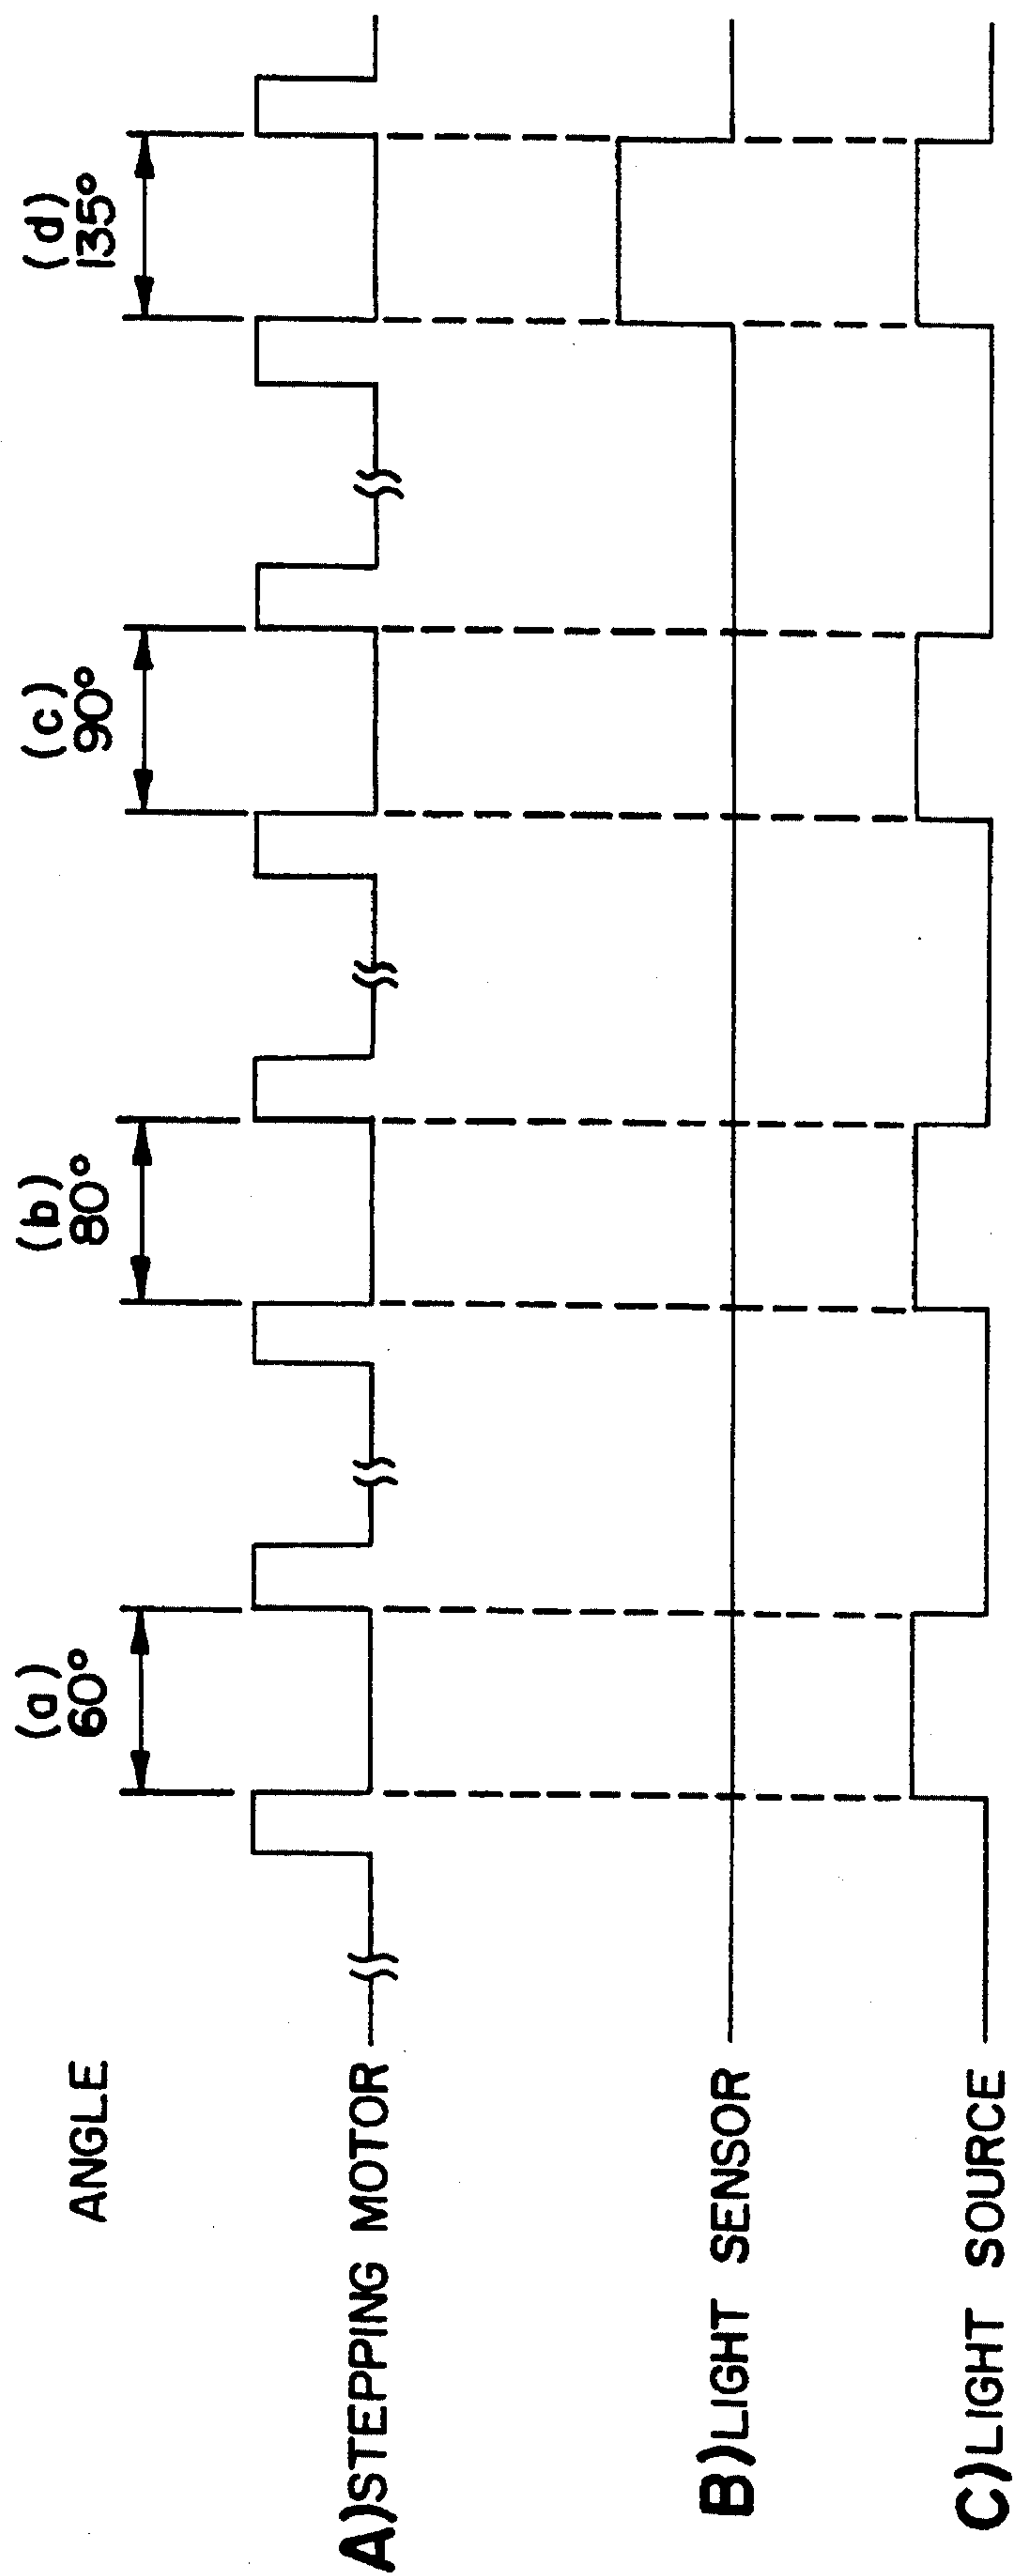 ANGLE
(a)
60°
(b)
80°
(c)
90°
(d)
135°
A)STEPPING MOTOR
B)LIGHT SENSOR
C)LIGHT SOURCE